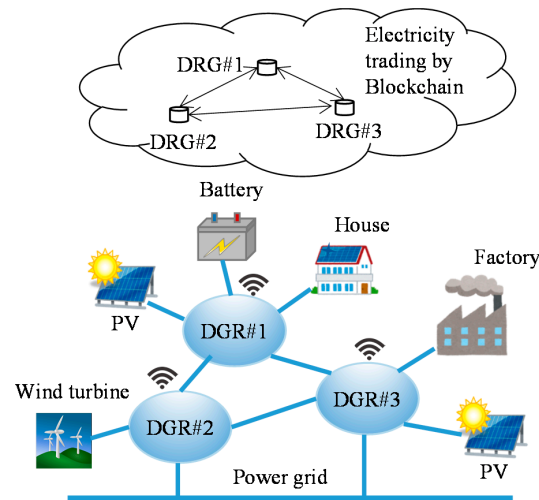 Electricity
trading by
Blockchain
DRG#1
DRG#2
DRG#3
Battery
House
Factory
PV
DGR#1
Wind turbine
DGR#2
DGR#3
Power grid
PV